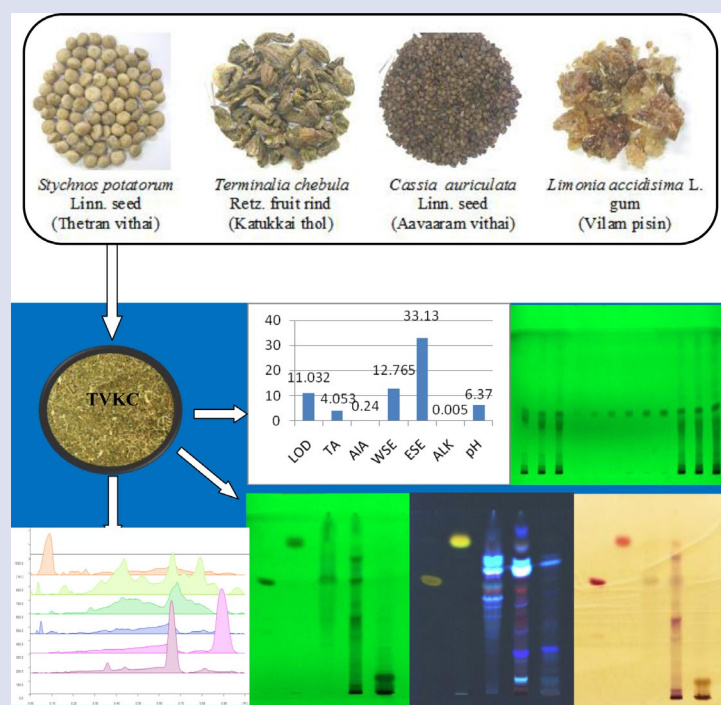 Stychnos potatorum
Linn. seed
(Thetran vithai)
Terminalia chebula
Retz. fruit rind
(Katukkai thol)
Cassia auriculata
Linn. seed
(Aavaaram vithai)
Limonia accidisima L.
gum
(Vilam pisin)
TVKC
40
30
20
10
0
11.032
4.053
0.24
12.765
33.13
0.005
6.37
LOD
TA
AIA
WSE
ESE
ALK
pH